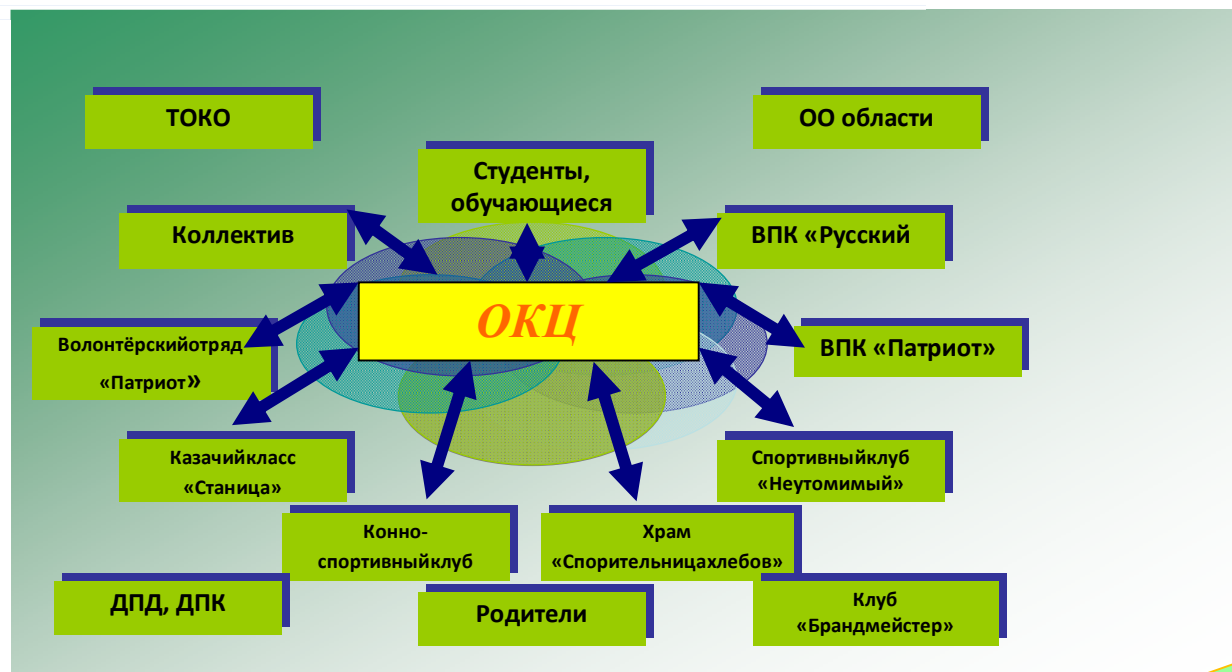 ТОКО
ОО области
Студенты,
обучающиеся
Коллектив
ВПК «Русский
ОКЦ
Волонтёрскийотряд
«Патриот»
ВПК «Патриот»
Казачийкласс
«Станица»
Спортивныйклуб
«Неутомимый»
Конно-
спортивныйклуб
Храм
«Спорительницахлебов»
ДПД, ДПК
Родители
Клуб
«Брандмейстер»